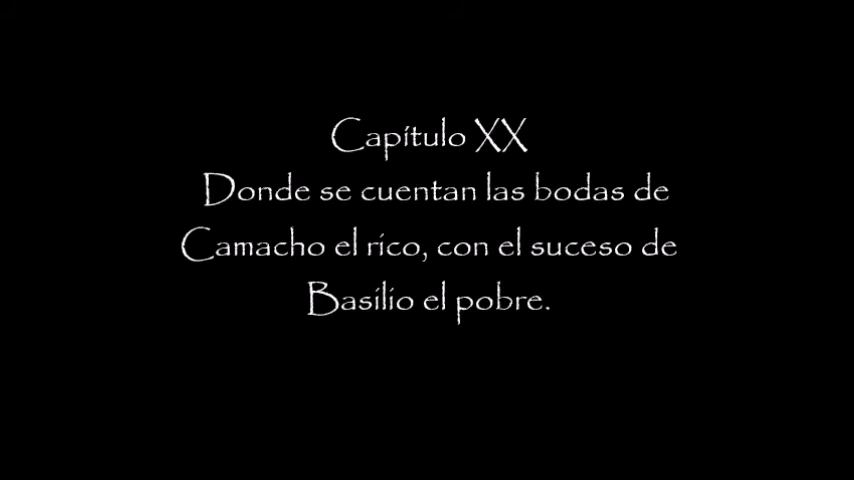 Capítulo XX
Donde se cuentan las bodas de
Camacho el rico, con el suceso de
Basilio el pobre.